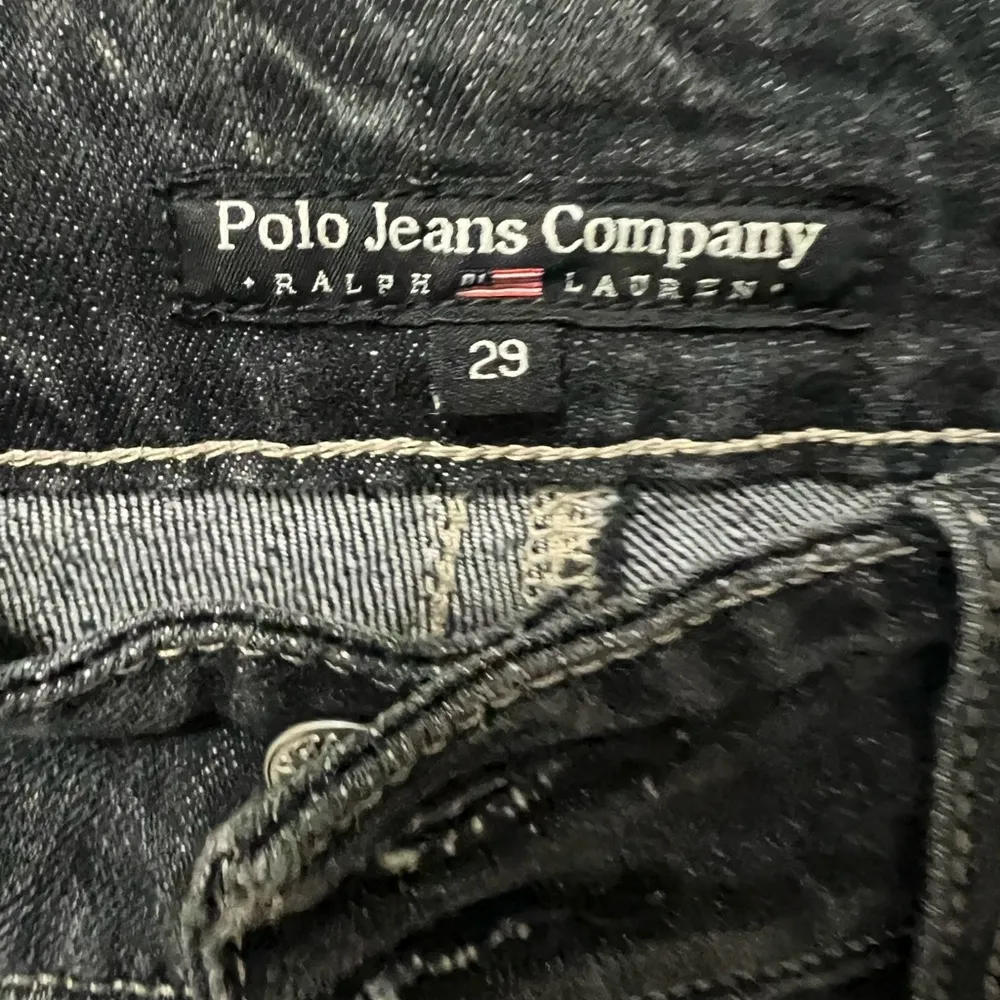 Polo Jeans Company
• RALPH LAUREN •
29